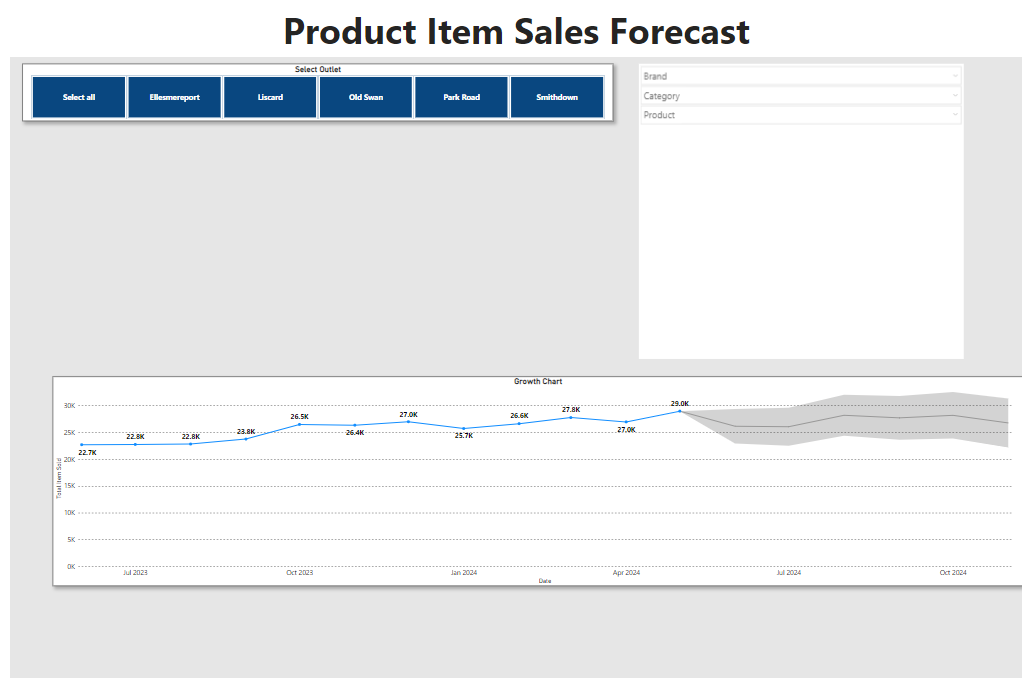 Product Item Sales Forecast
Select Outlet
Select all
Ellesmereport
Liscard
Old Swan
Park Road
Smithdown
Brand
Category
Product
Growth Chart
30K
25K
20K
15K
10K
5K
0K
Total Item Sold
22.7K
22.8K
22.8K
23.8K
26.5K
26.4K
27.0K
25.7K
26.6K
27.8K
27.0K
29.0K
Jul 2023
Oct 2023
Jan 2024
Apr 2024
Jul 2024
Oct 2024
Date